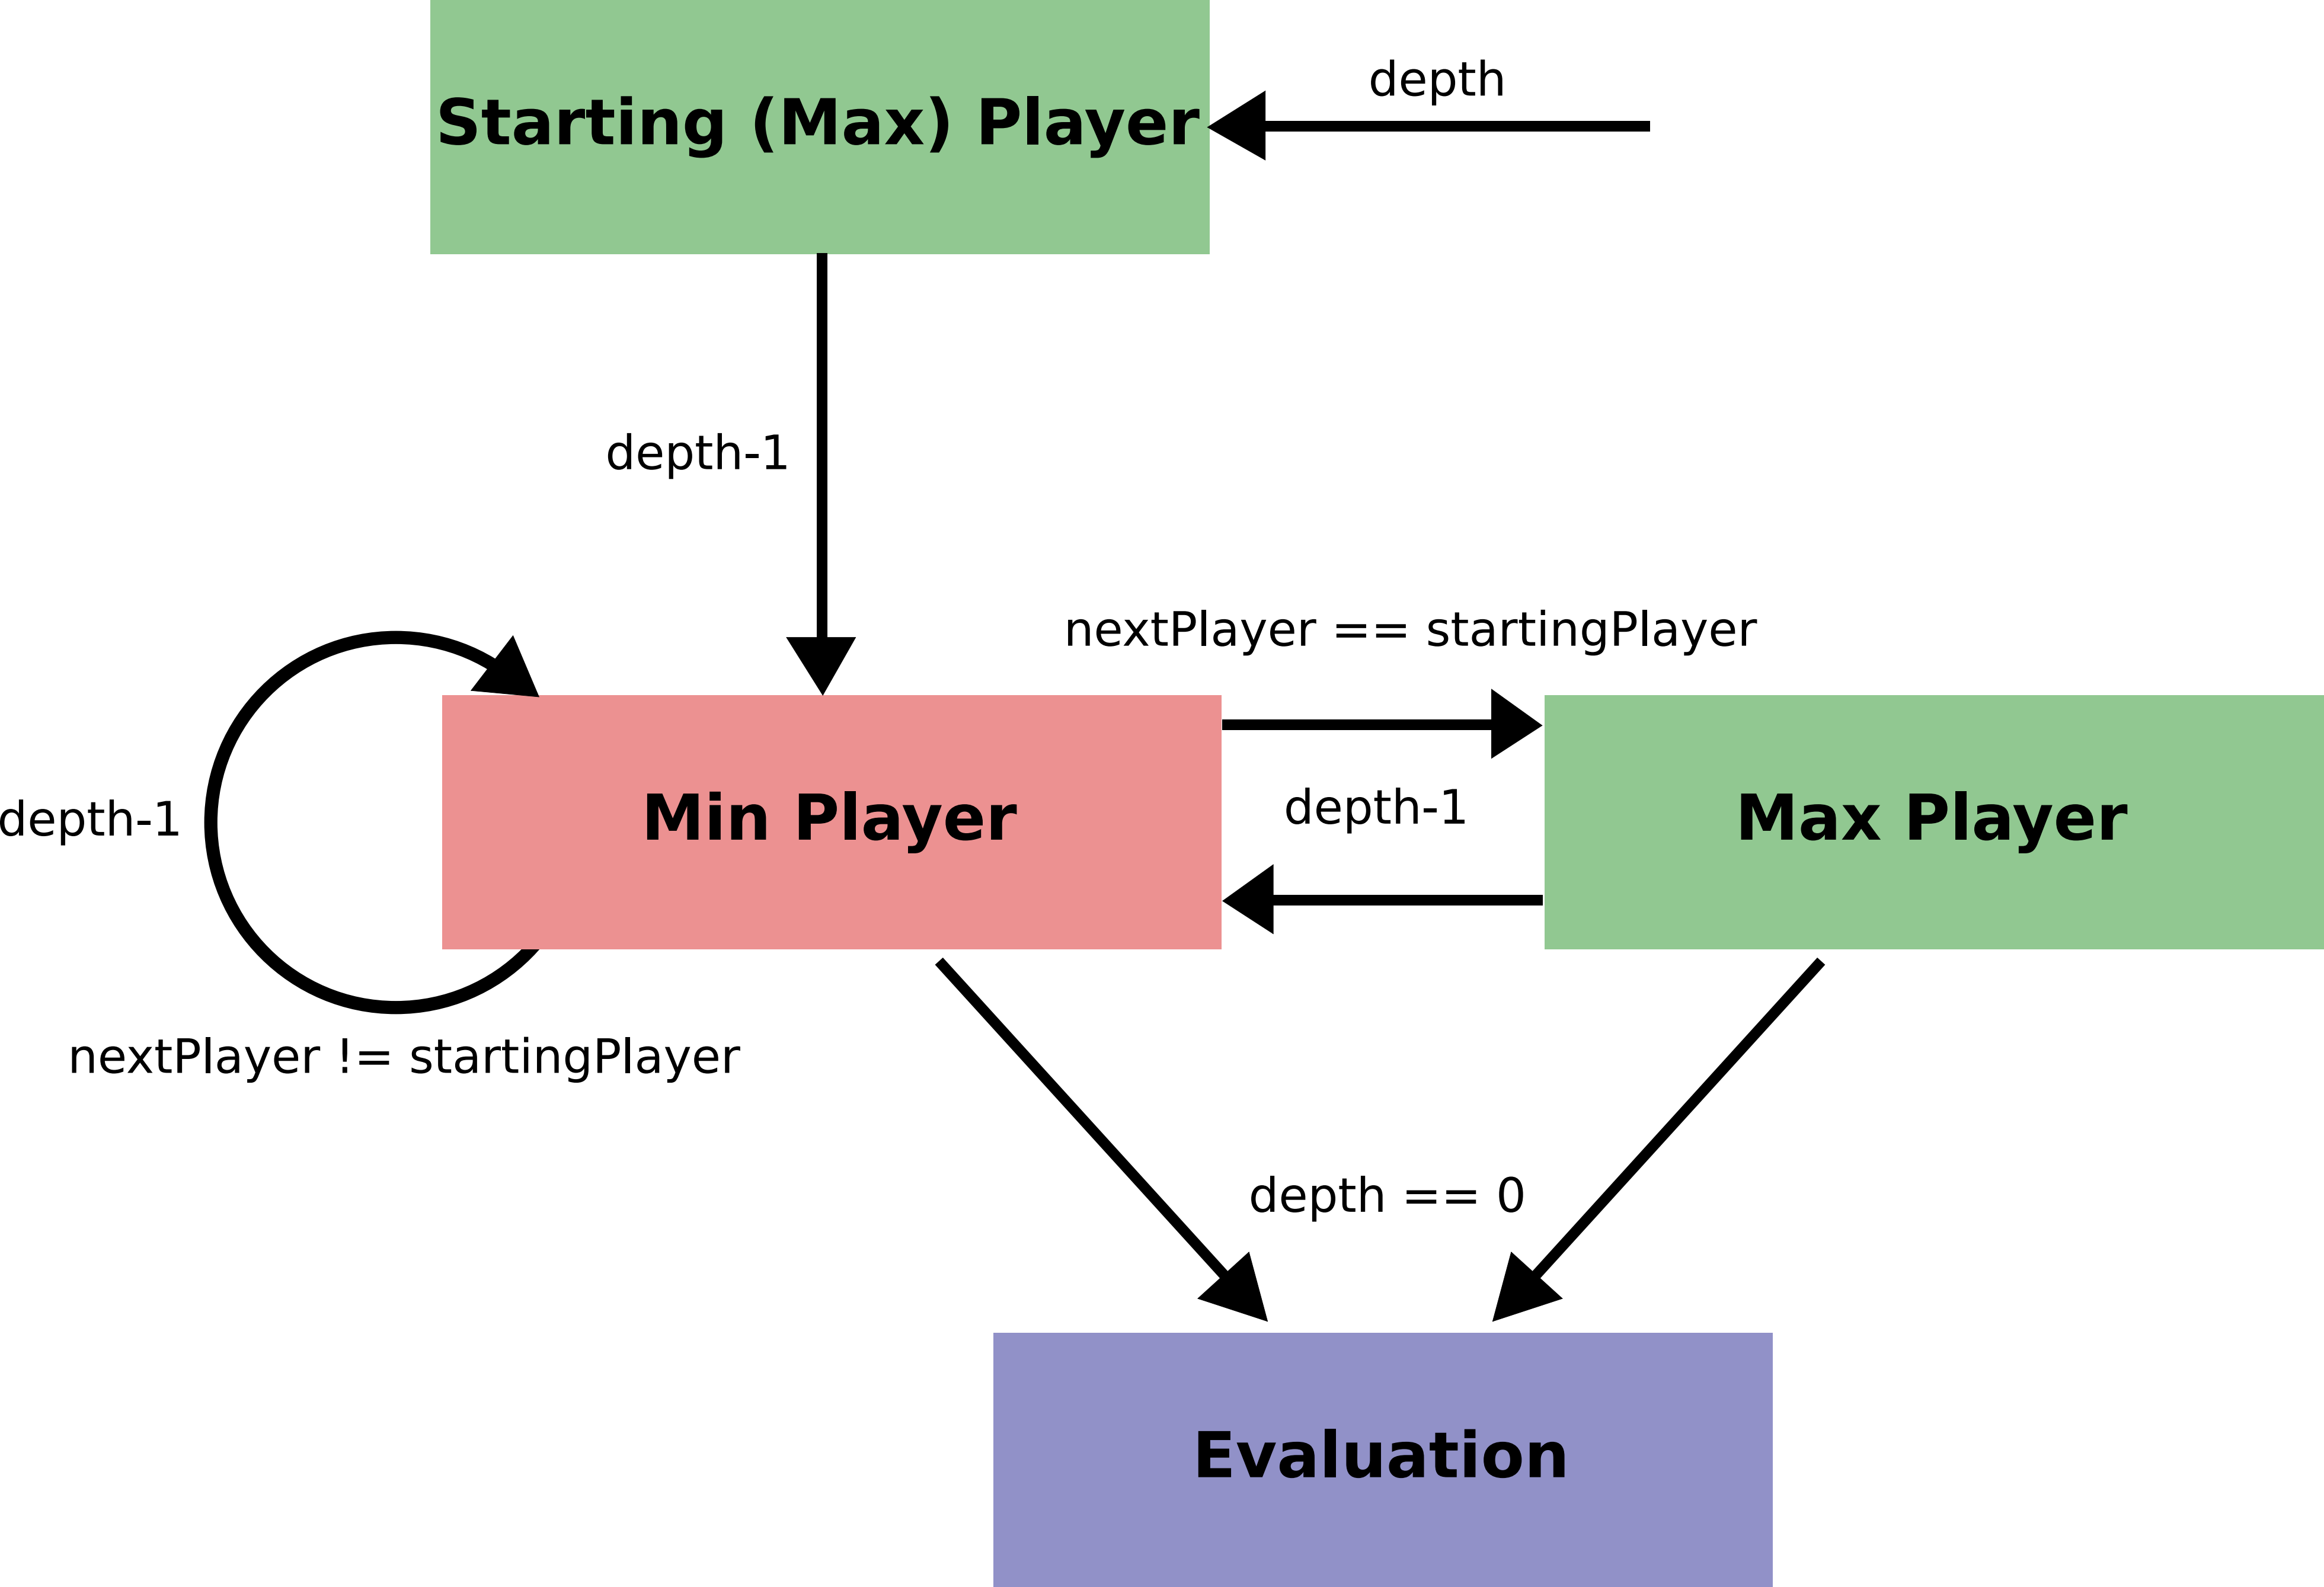 depth
Starting (Max) Player
depth-1
nextPlayer == startingPlayer
Min Player
depth-1
Max Player
depth-1
nextPlayer != startingPlayer
depth == 0
Evaluation